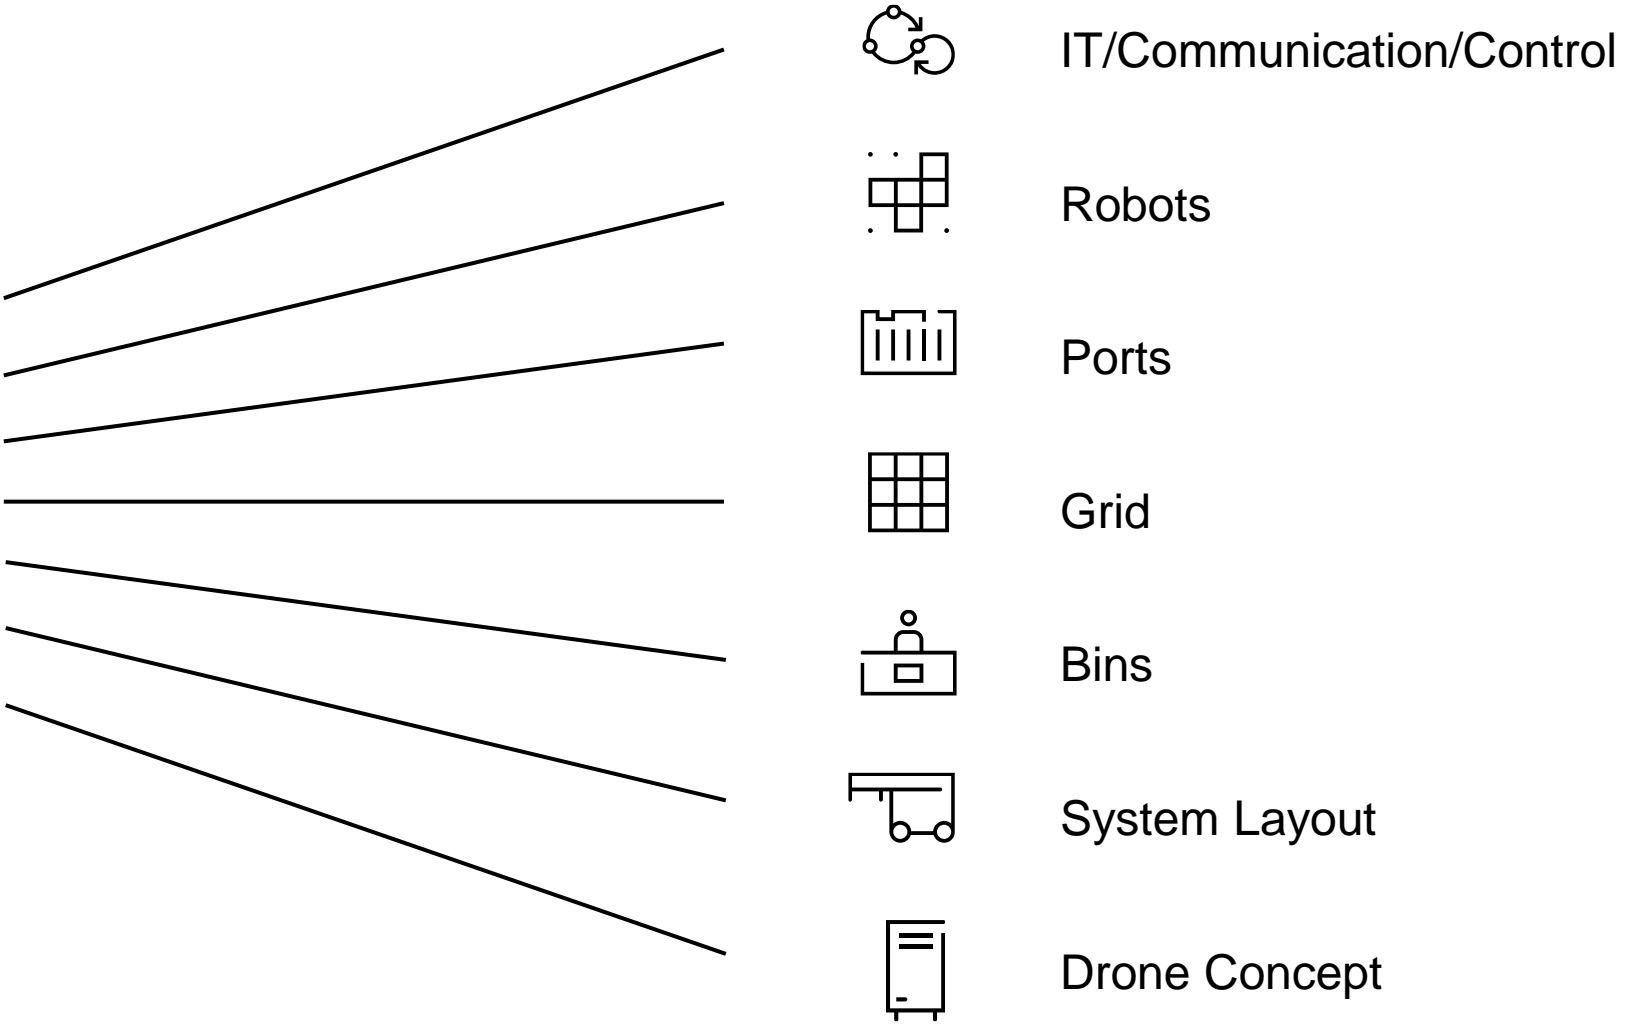 IT/Communication/Control
Robots
Ports
Grid
Bins
System Layout
Drone Concept